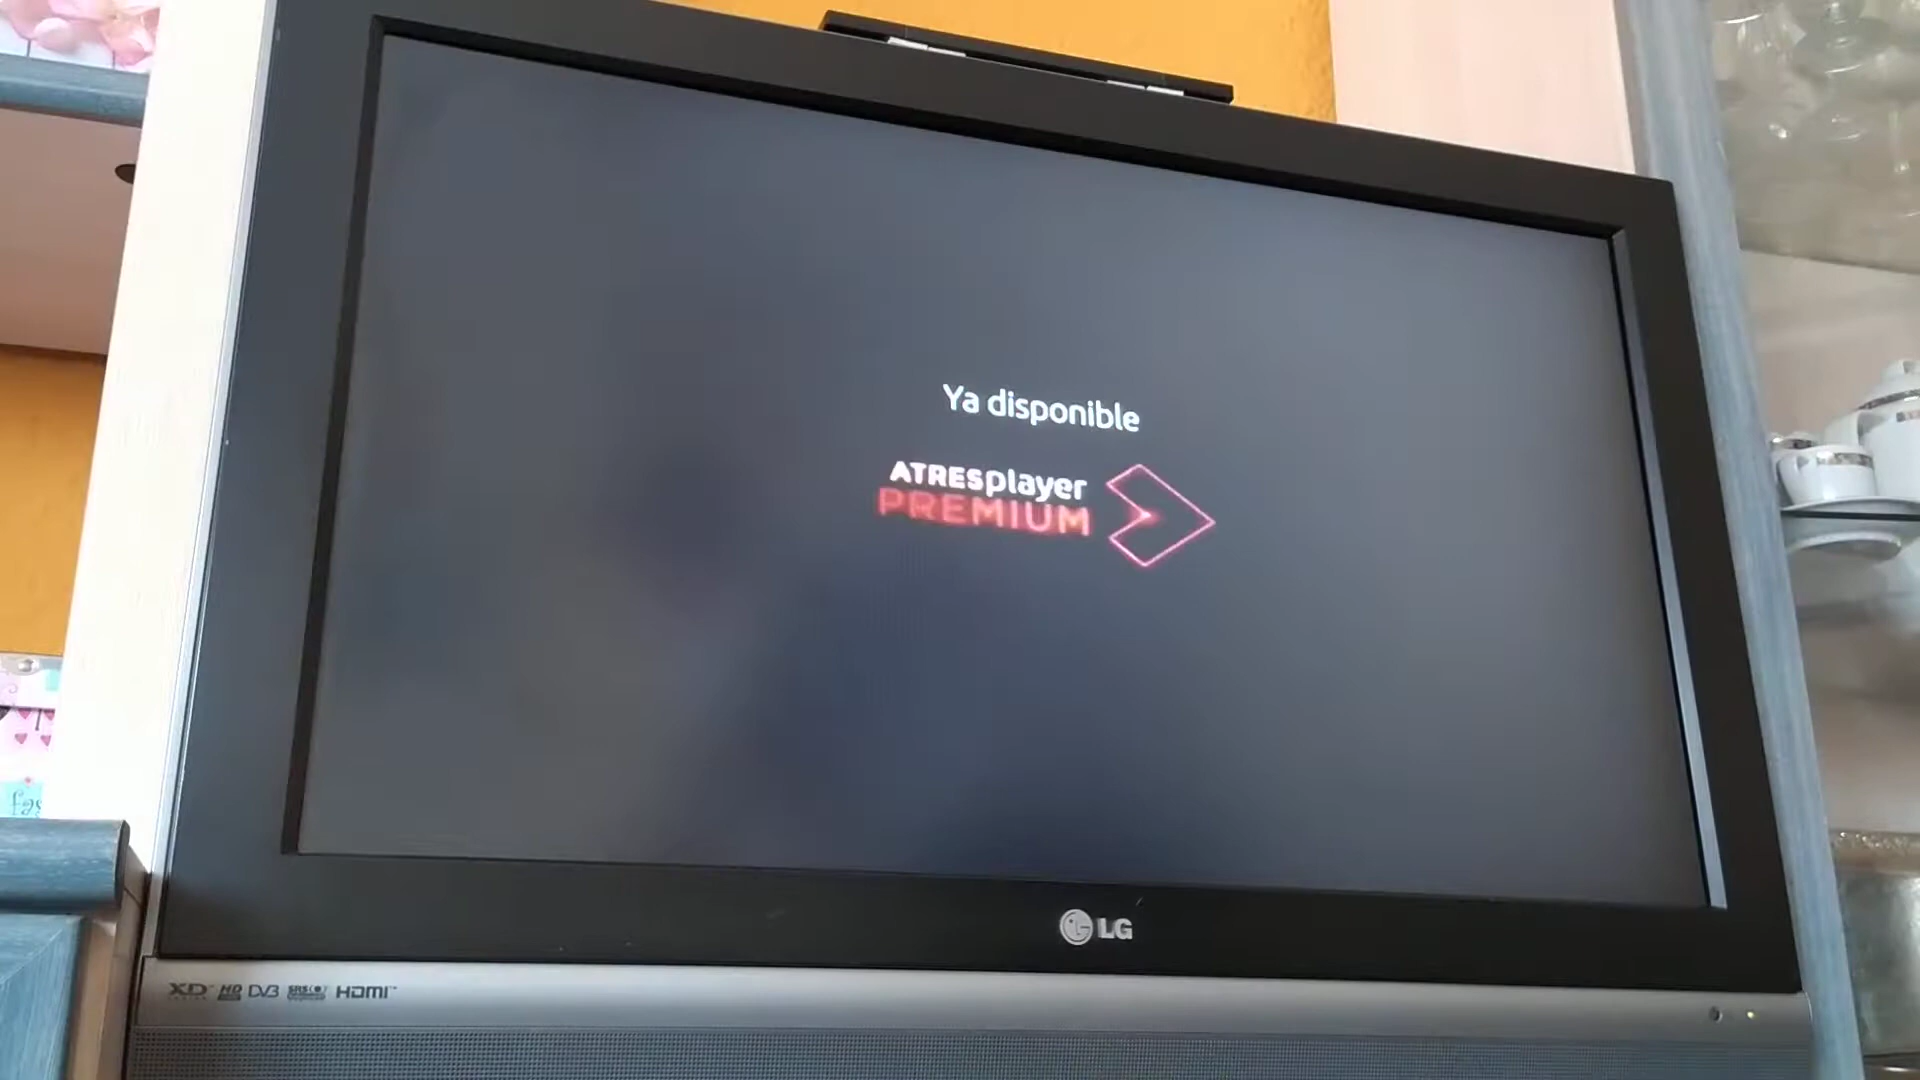 Ya disponible
ATRESplayer
PREMIUM
LG
XD HD DVB SRS HDMI